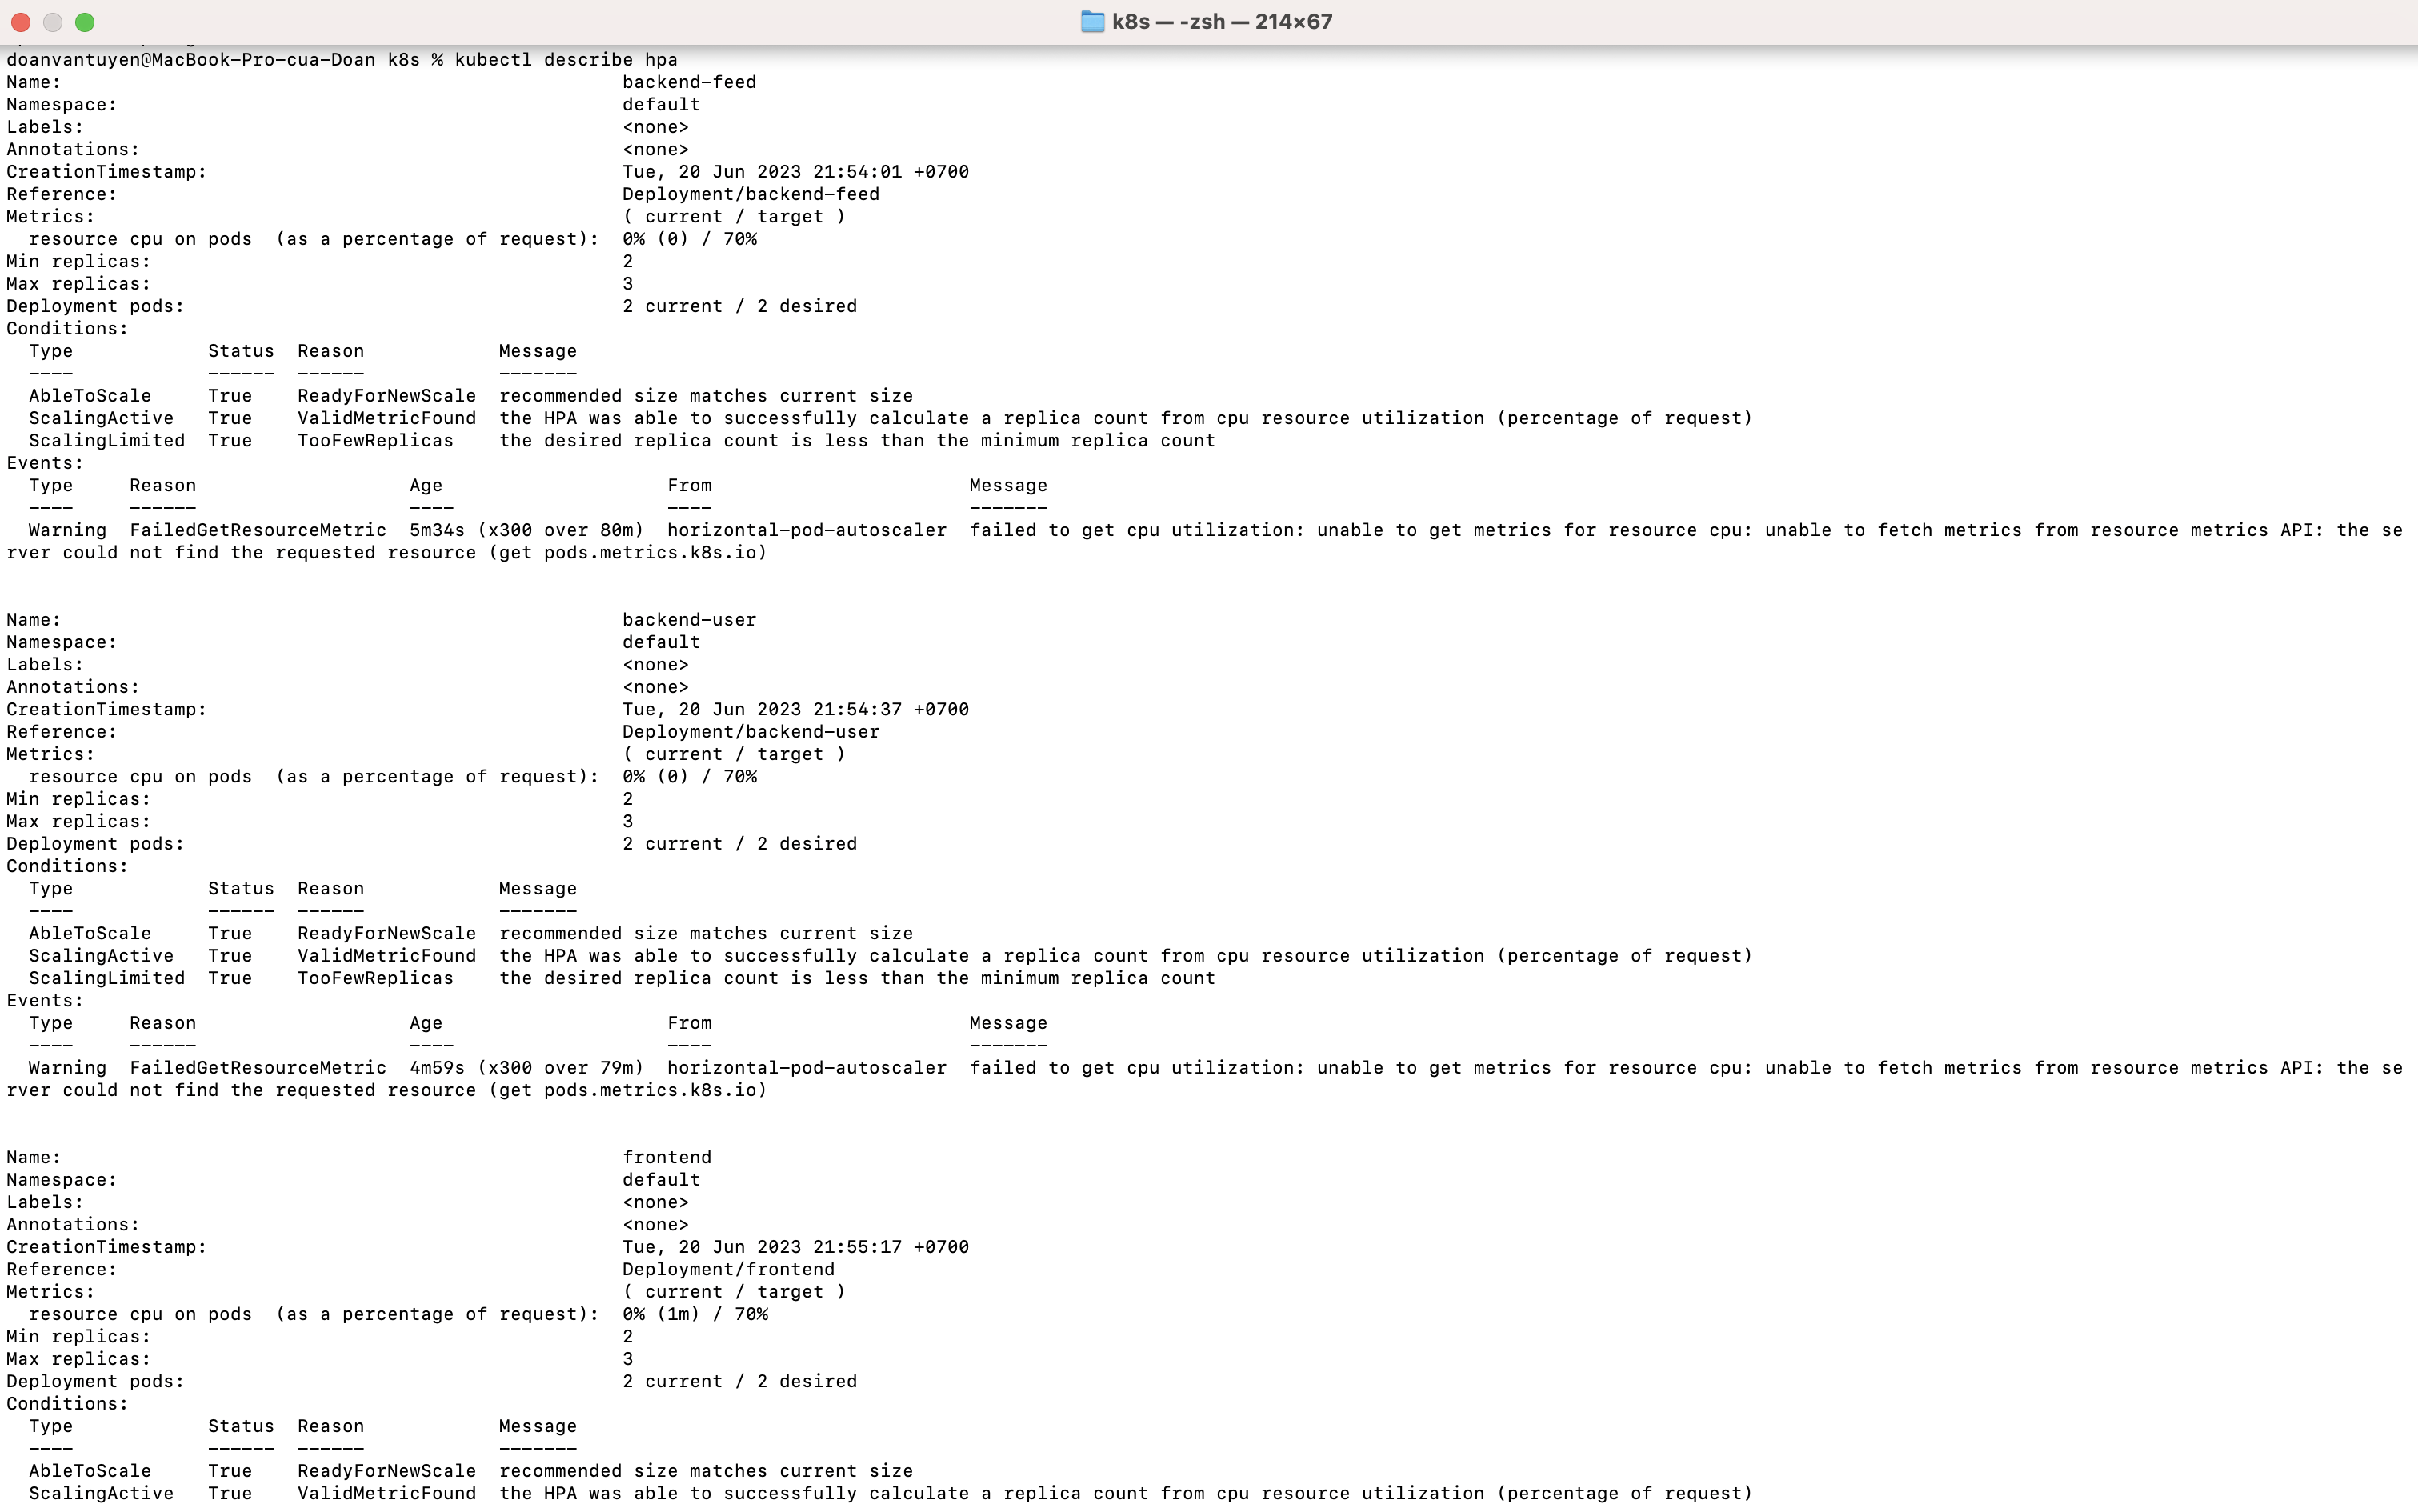 k8s — -zsh — 214×67
doanvantuyen@MacBook-Pro-cua-Doan k8s % kubectl describe hpa
Name: backend-feed
Namespace: default
Labels: <none>
Annotations: <none>
CreationTimestamp: Tue, 20 Jun 2023 21:54:01 +0700
Reference: Deployment/backend-feed
Metrics: ( current / target )
resource cpu on pods (as a percentage of request): 0% (0) / 70%
Min replicas: 2
Max replicas: 3
Deployment pods: 2 current / 2 desired
Conditions:
Type Status Reason Message
---- ------ ------ -------
AbleToScale True ReadyForNewScale recommended size matches current size
ScalingActive True ValidMetricFound the HPA was able to successfully calculate a replica count from cpu resource utilization (percentage of request)
ScalingLimited True TooFewReplicas the desired replica count is less than the minimum replica count
Events:
Type Reason Age From Message
---- ------ ---- ---- -------
Warning FailedGetResourceMetric 5m34s (x300 over 80m) horizontal-pod-autoscaler failed to get cpu utilization: unable to get metrics for resource cpu: unable to fetch metrics from resource metrics API: the se
rver could not find the requested resource (get pods.metrics.k8s.io)
Name: backend-user
Namespace: default
Labels: <none>
Annotations: <none>
CreationTimestamp: Tue, 20 Jun 2023 21:54:37 +0700
Reference: Deployment/backend-user
Metrics: ( current / target )
resource cpu on pods (as a percentage of request): 0% (0) / 70%
Min replicas: 2
Max replicas: 3
Deployment pods: 2 current / 2 desired
Conditions:
Type Status Reason Message
---- ------ ------ -------
AbleToScale True ReadyForNewScale recommended size matches current size
ScalingActive True ValidMetricFound the HPA was able to successfully calculate a replica count from cpu resource utilization (percentage of request)
ScalingLimited True TooFewReplicas the desired replica count is less than the minimum replica count
Events:
Type Reason Age From Message
---- ------ ---- ---- -------
Warning FailedGetResourceMetric 4m59s (x300 over 79m) horizontal-pod-autoscaler failed to get cpu utilization: unable to get metrics for resource cpu: unable to fetch metrics from resource metrics API: the se
rver could not find the requested resource (get pods.metrics.k8s.io)
Name: frontend
Namespace: default
Labels: <none>
Annotations: <none>
CreationTimestamp: Tue, 20 Jun 2023 21:55:17 +0700
Reference: Deployment/frontend
Metrics: ( current / target )
resource cpu on pods (as a percentage of request): 0% (1m) / 70%
Min replicas: 2
Max replicas: 3
Deployment pods: 2 current / 2 desired
Conditions:
Type Status Reason Message
---- ------ ------ -------
AbleToScale True ReadyForNewScale recommended size matches current size
ScalingActive True ValidMetricFound the HPA was able to successfully calculate a replica count from cpu resource utilization (percentage of request)